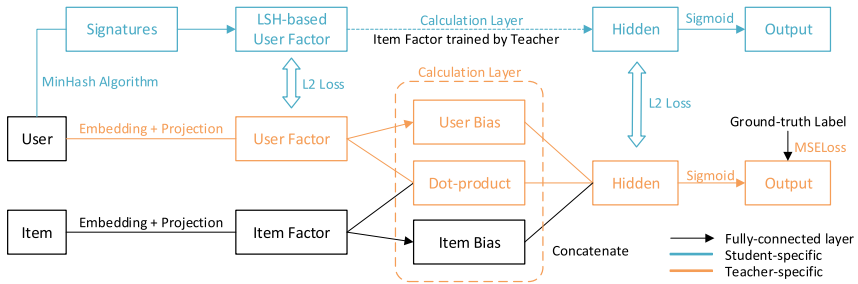 Signatures
LSH-based
User Factor
Calculation Layer
Item Factor trained by Teacher
Hidden
Sigmoid
Output
MinHash Algorithm
L2 Loss
Calculation Layer
L2 Loss
User
Embedding + Projection
User Factor
User Bias
Ground-truth Label
MSELoss
Dot-product
Hidden
Sigmoid
Output
Item
Embedding + Projection
Item Factor
Item Bias
Concatenate
Fully-connected layer
Student-specific
Teacher-specific